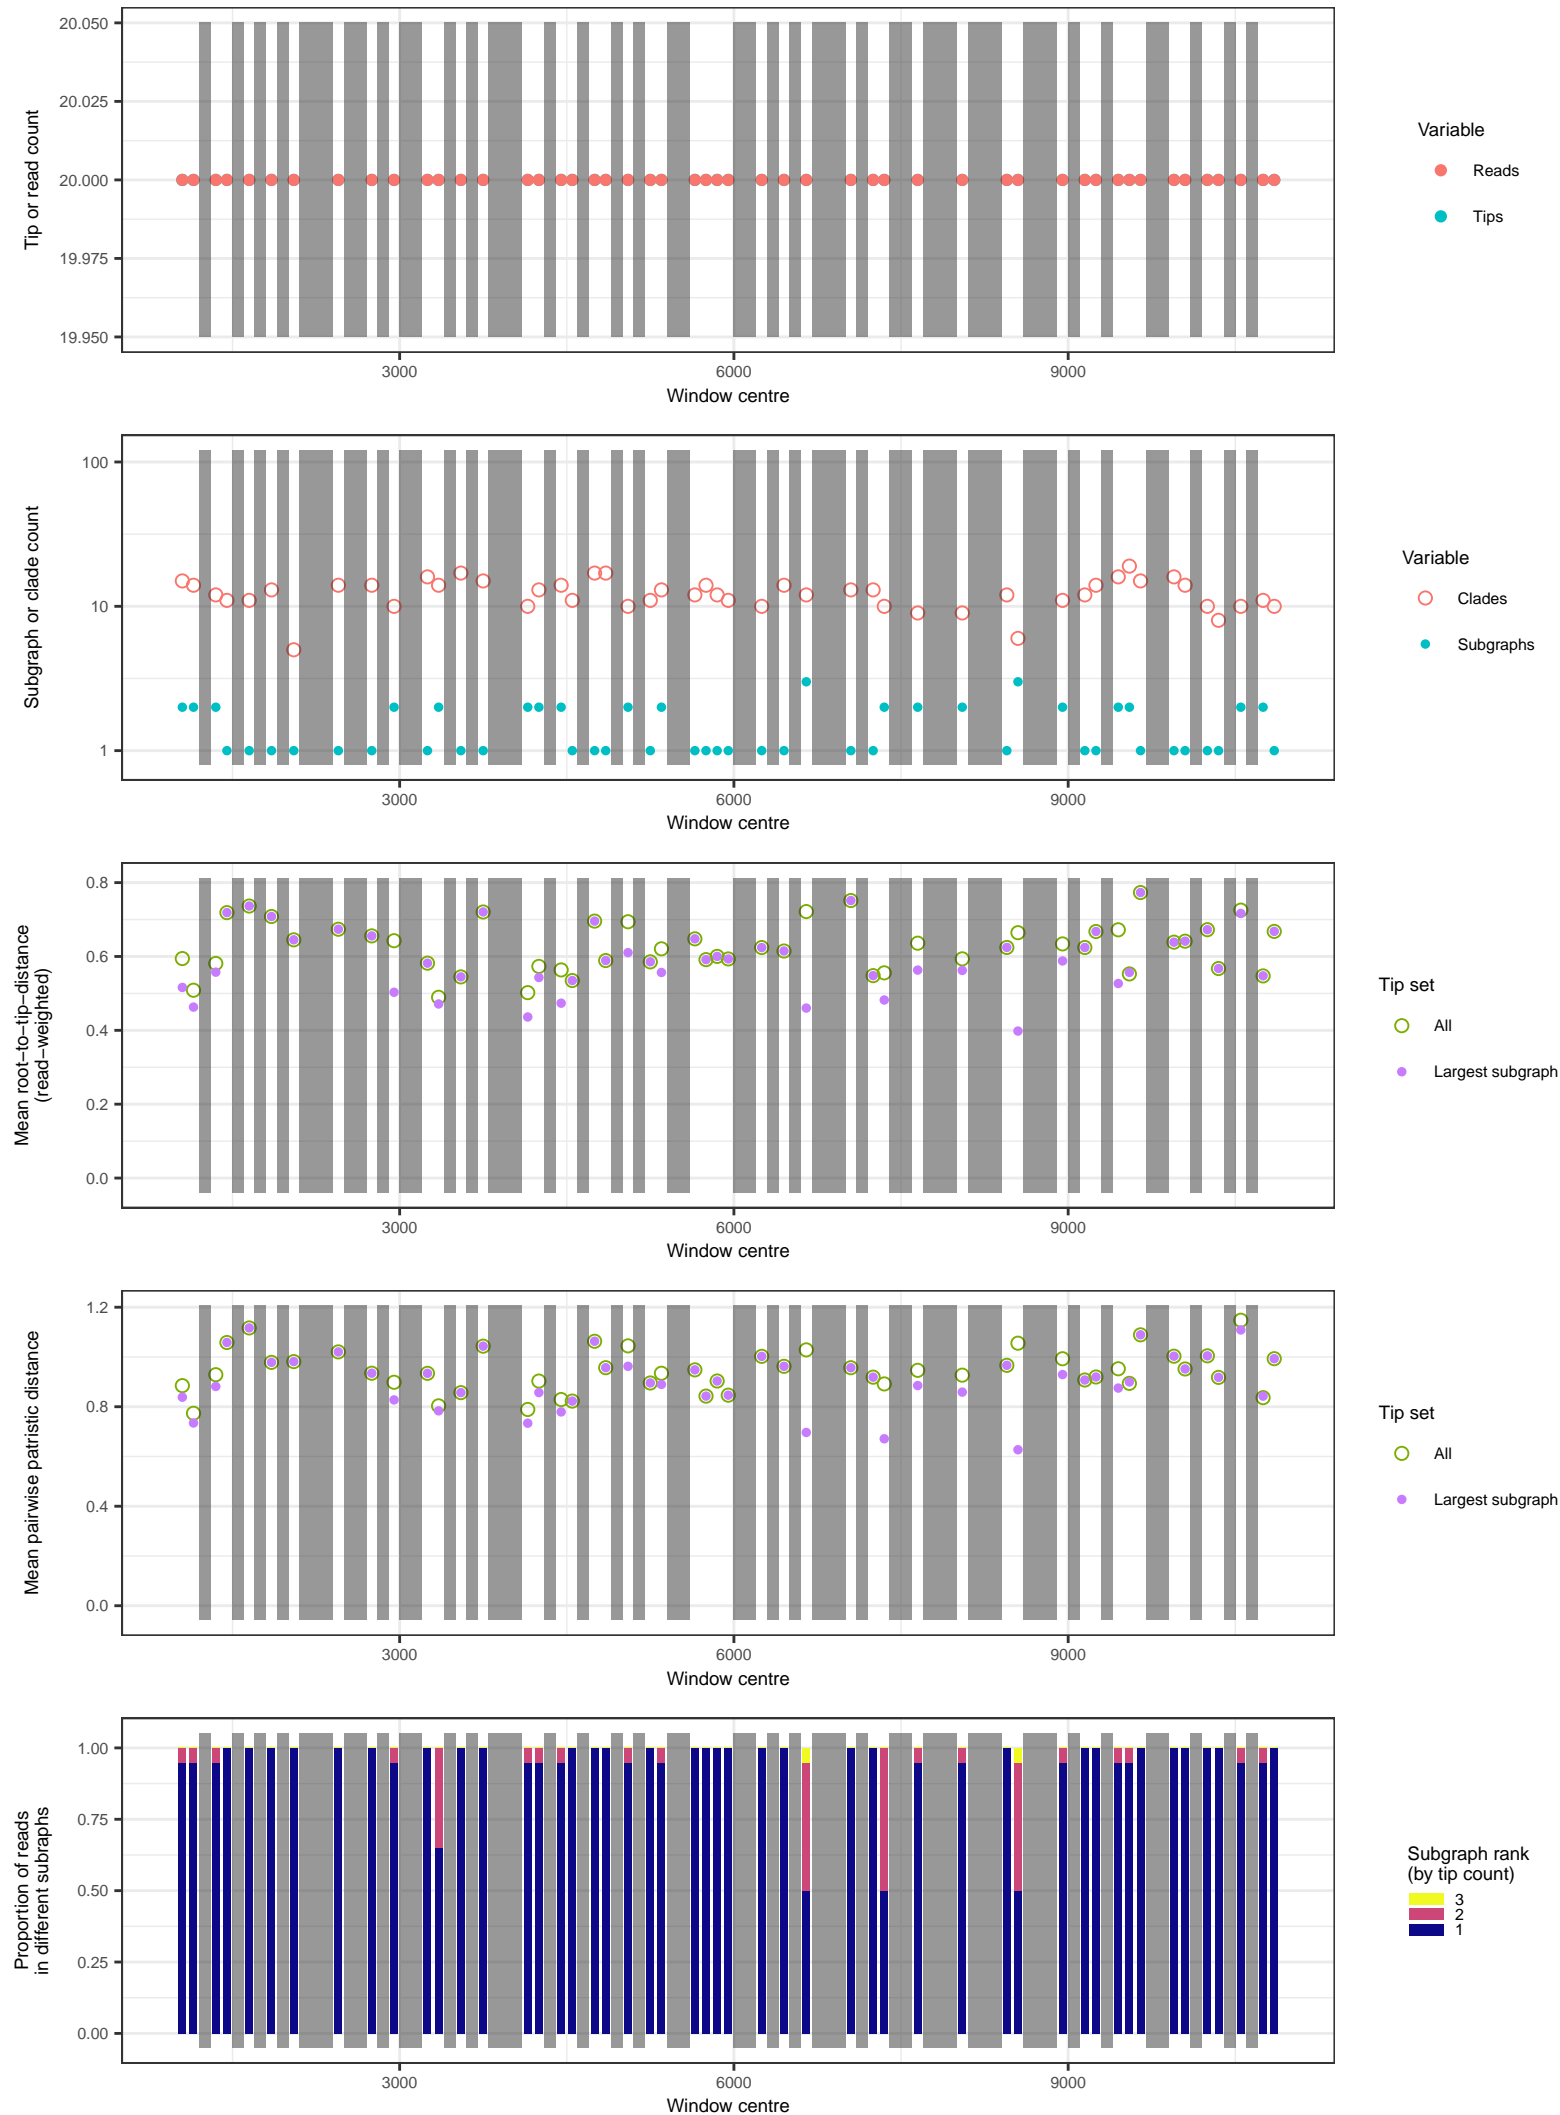 20.050
20.025
20.000
19.975
19.950
Tip or read count
3000
6000
9000
Window centre
Variable
Reads
Tips
100
10
1
Subgraph or clade count
3000
6000
9000
Window centre
Variable
Clades
Subgraphs
0.8
0.6
0.4
0.2
0.0
Mean root−to−tip−distance
(read−weighted)
3000
6000
9000
Window centre
Tip set
All
Largest subgraph
1.2
0.8
0.4
0.0
Mean pairwise patristic distance
3000
6000
9000
Window centre
Tip set
All
Largest subgraph
1.00
0.75
0.50
0.25
0.00
Proportion of reads
in different subraphs
3000
6000
9000
Window centre
Subgraph rank
(by tip count)
3
2
1